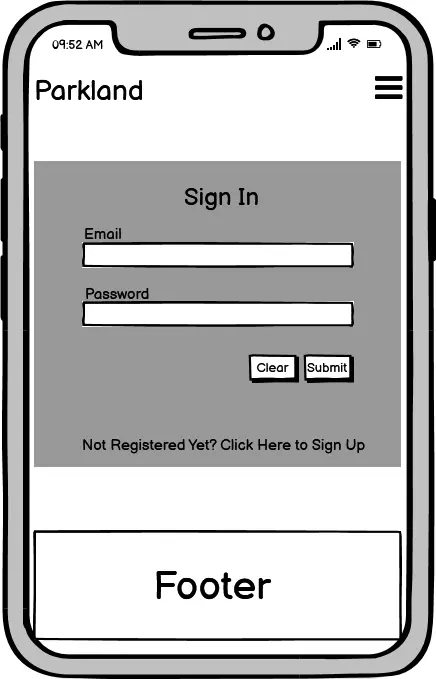 09:52 AM
Parkland
Sign In
Email
Password
Clear Submit
Not Registered Yet? Click Here to Sign Up
Footer